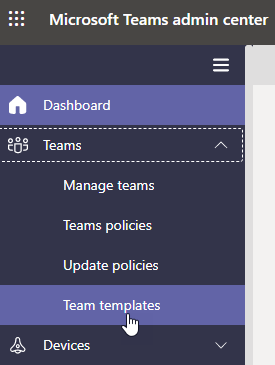 Microsoft Teams admin center
Dashboard
Teams
Manage teams
Teams policies
Update policies
Team templates
Devices